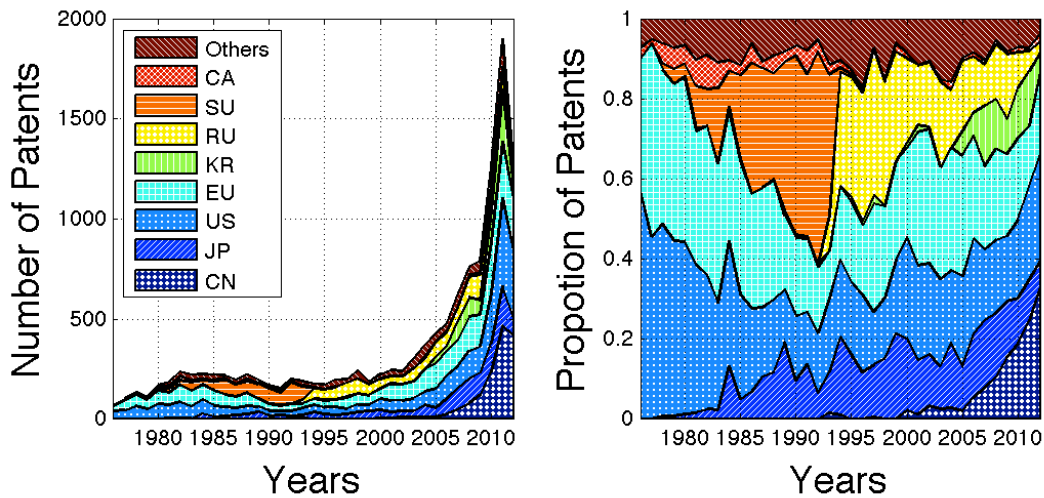 Number of Patents
2000
1500
1000
500
0
Others
CA
SU
RU
KR
EU
US
JP
CN
1980 1985 1990 1995 2000 2005 2010
Years
Propotion of Patents
1
0.8
0.6
0.4
0.2
0
1980 1985 1990 1995 2000 2005 2010
Years